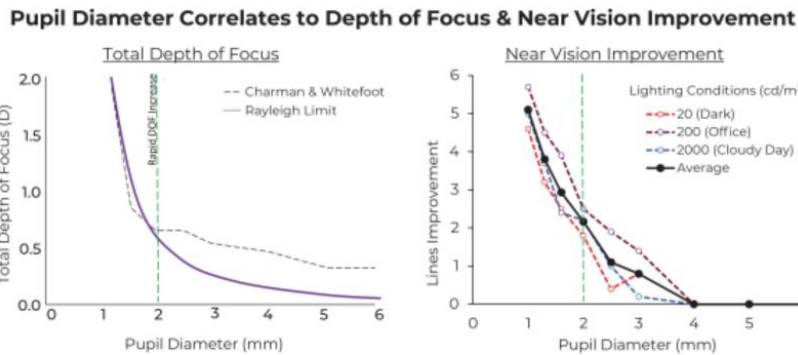 Pupil Diameter Correlates to Depth of Focus & Near Vision Improvement
Total Depth of Focus
Total Depth of Focus (D)
2.0
1.5
1.0
0.5
0.0
0 1 2 3 4 5 6
Pupil Diameter (mm)
Rapid DOF Increase
Charman & Whitefoot
Rayleigh Limit
Near Vision Improvement
Lines Improvement
6
5
4
3
2
1
0
0 1 2 3 4 5
Pupil Diameter (mm)
Lighting Conditions (cd/m
20 (Dark)
200 (Office)
2000 (Cloudy Day)
Average